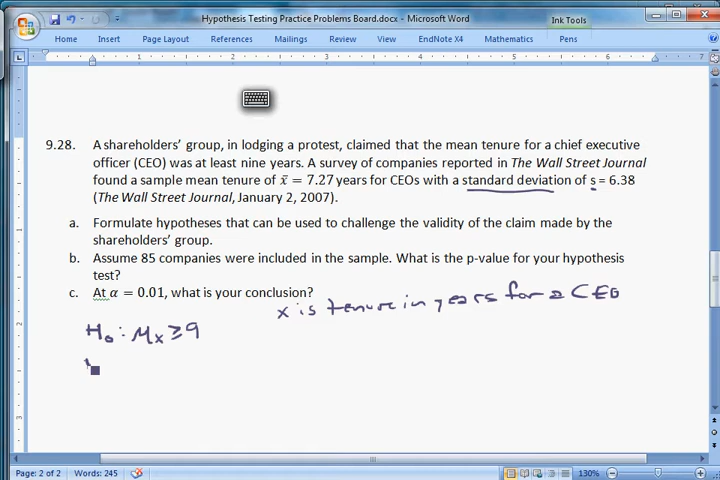 Hypothesis Testing Practice Problems Board.docx - Microsoft Word
Ink Tools
Home Insert Page Layout References Mailings Review View EndNote X4 Mathematics Pens
1 2 3 4 5 6 7
9.28. A shareholders' group, in lodging a protest, claimed that the mean tenure for a chief executive
officer (CEO) was at least nine years. A survey of companies reported in The Wall Street Journal
found a sample mean tenure of x̄ = 7.27 years for CEOs with a standard deviation of s = 6.38
(The Wall Street Journal, January 2, 2007).
a. Formulate hypotheses that can be used to challenge the validity of the claim made by the
shareholders' group.
b. Assume 85 companies were included in the sample. What is the p-value for your hypothesis
test?
c. At α = 0.01, what is your conclusion?
x is tenure in years for a CEO
H₀: μₓ ≥ 9
Page: 2 of 2 Words: 245 130%